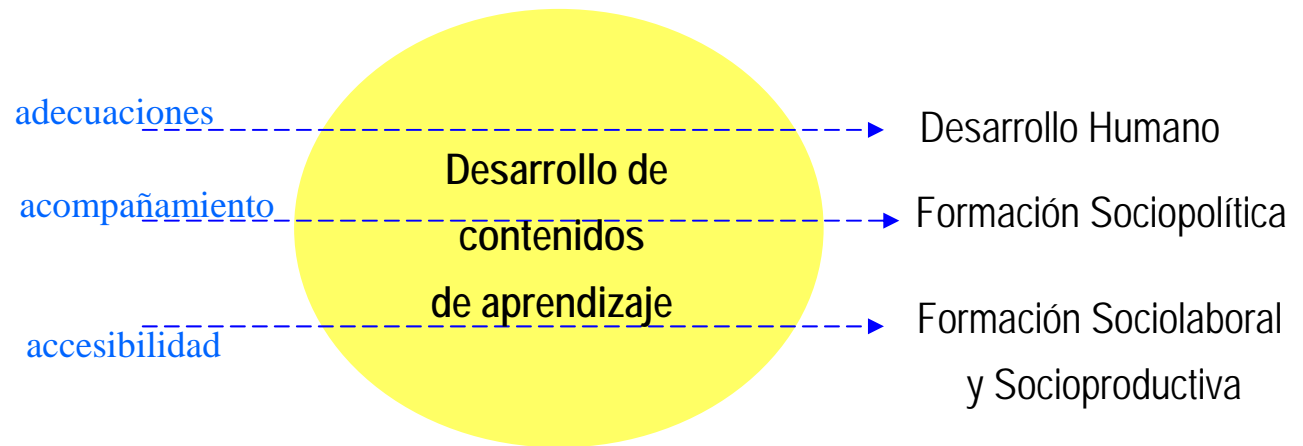 adecuaciones
acompañamiento
accesibilidad
Desarrollo de
contenidos
de aprendizaje
Desarrollo Humano
Formación Sociopolítica
Formación Sociolaboral
y Socioproductiva